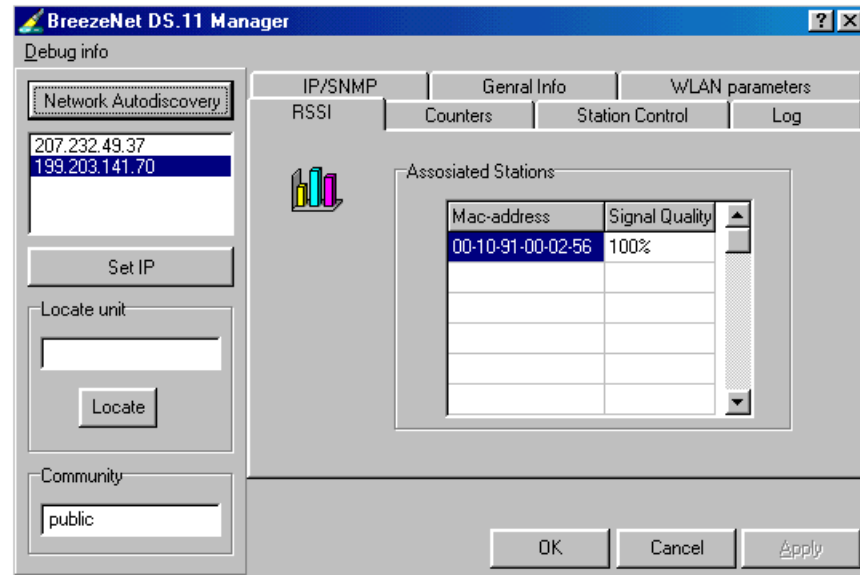 BreezeNet DS.11 Manager
Debug info
Network Autodiscovery
207.232.49.37
199.203.141.70
Set IP
Locate unit
Locate
Community
public
IP/SNMP Genral Info WLAN parameters
RSSI Counters Station Control Log
Assosiated Stations
Mac-address Signal Quality
00-10-91-00-02-56 100%
OK Cancel Apply